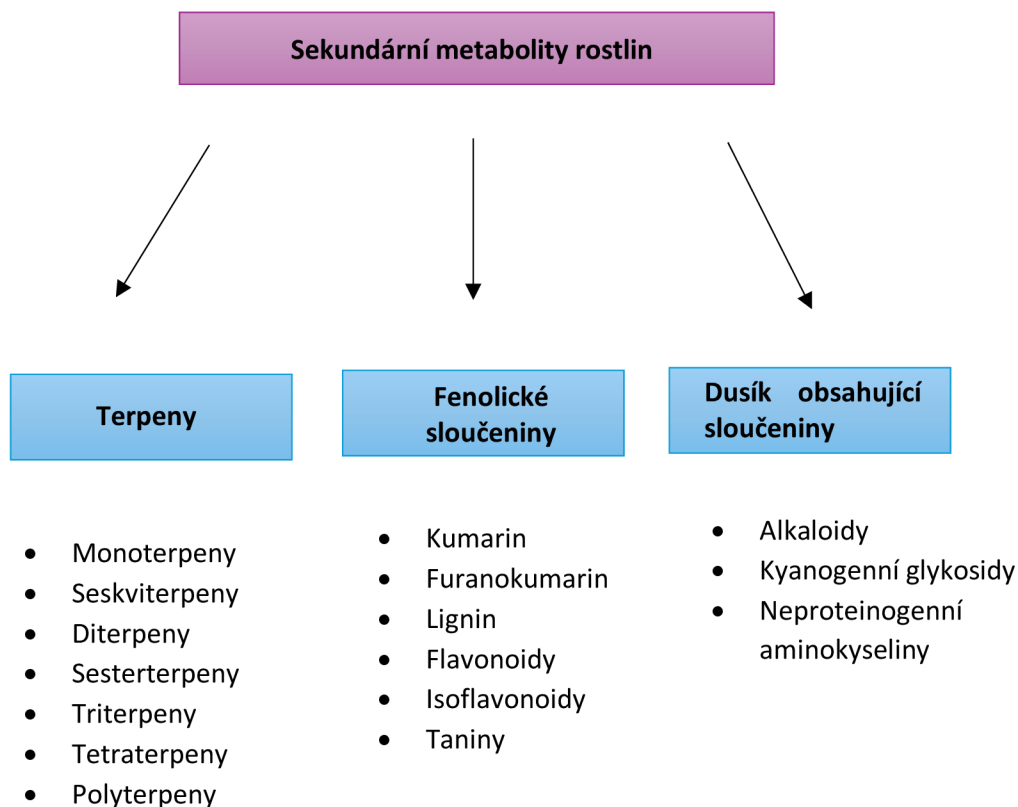 Sekundární metabolity rostlin
Terpeny
Fenolické
sloučeniny
Dusík obsahující
sloučeniny
• Monoterpeny
• Seskviterpeny
• Diterpeny
• Sesterterpeny
• Triterpeny
• Tetraterpeny
• Polyterpeny
• Kumarin
• Furanokumarin
• Lignin
• Flavonoidy
• Isoflavonoidy
• Taniny
• Alkaloidy
• Kyanogenní glykosidy
• Neproteinogenní
aminokyseliny